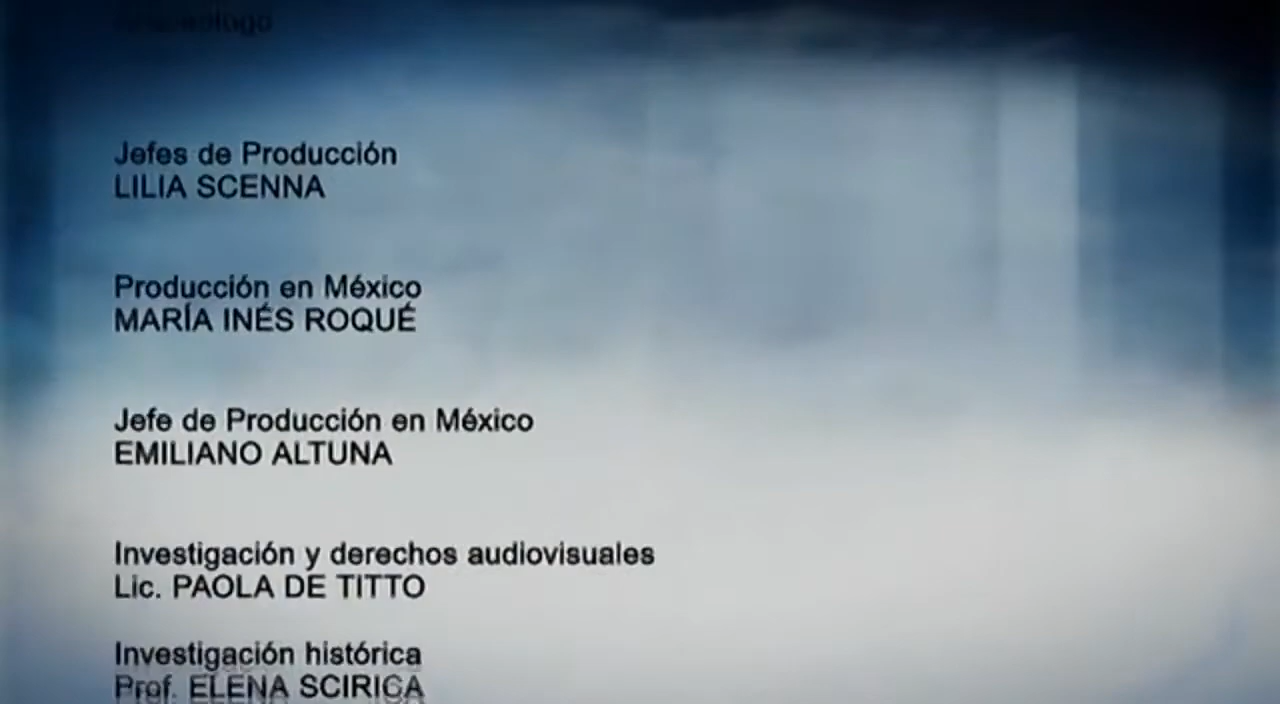 Jefes de Producción
LILIA SCENNA
Producción en México
MARÍA INÉS ROQUÉ
Jefe de Producción en México
EMILIANO ALTUNA
Investigación y derechos audiovisuales
Lic. PAOLA DE TITTO
Investigación histórica
Prof. ELENA SCIRICA